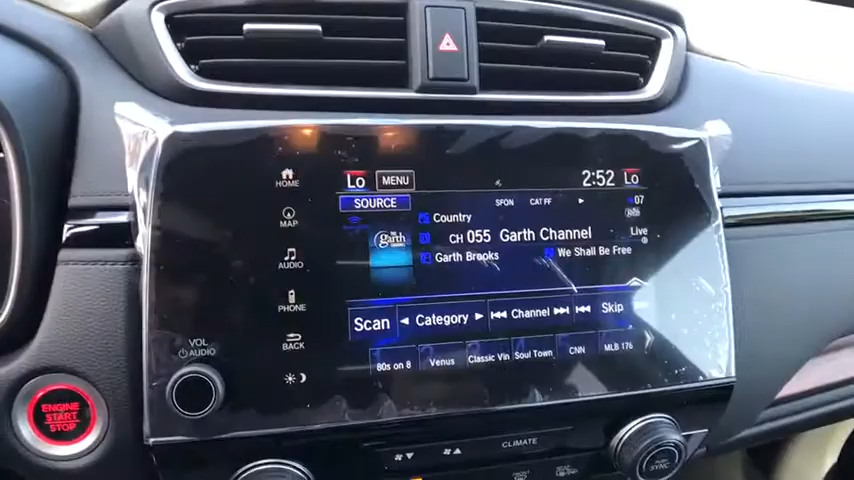 HOME
Lo
MENU
2:52
Lo
SOURCE
SFON
CAT FF
07
MAP
Country
garth
CH 055 Garth Channel
Live
AUDIO
Garth Brooks
We Shall Be Free
PHONE
Scan
Category
Channel
Skip
BACK
VOL
AUDIO
80s on 8
Venus
Classic Vin
Soul Town
CNN
MLB 176
ENGINE
START
STOP
CLIMATE
SYNC